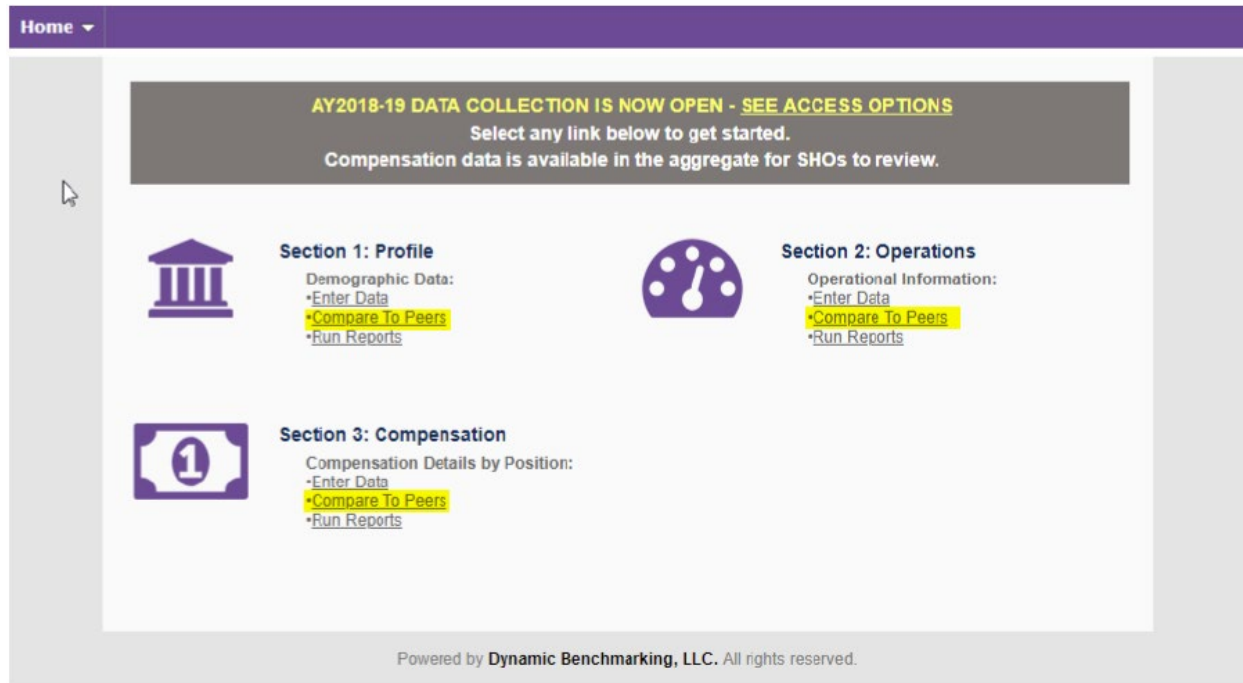 Home
AY2018-19 DATA COLLECTION IS NOW OPEN - SEE ACCESS OPTIONS
Select any link below to get started.
Compensation data is available in the aggregate for SHOs to review.
Section 1: Profile
Demographic Data:
•Enter Data
•Compare To Peers
•Run Reports
Section 2: Operations
Operational Information:
•Enter Data
•Compare To Peers
•Run Reports
1
Section 3: Compensation
Compensation Details by Position:
•Enter Data
•Compare To Peers
•Run Reports
Powered by Dynamic Benchmarking, LLC. All rights reserved.